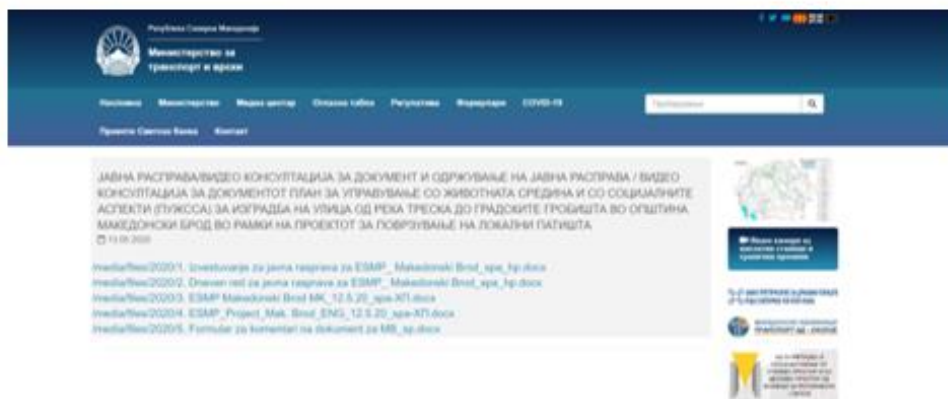 Република Северна Македонија
Министерство за
транспорт и врски
Насловна Министерство Медиа центар Огласна табла Регулатива Формулари COVID-19
Пребарување
Проекти Светска банка Контакт
ЈАВНА РАСПРАВА/ВИДЕО КОНСУЛТАЦИЈА ЗА ДОКУМЕНТ И ОДРЖУВАЊЕ НА ЈАВНА РАСПРАВА / ВИДЕО
КОНСУЛТАЦИЈА ЗА ДОКУМЕНТОТ ПЛАН ЗА УПРАВУВАЊЕ СО ЖИВОТНАТА СРЕДИНА И СО СОЦИЈАЛНИТЕ
АСПЕКТИ (ПУЖССА) ЗА ИЗГРАДБА НА УЛИЦА ОД РЕКА ТРЕСКА ДО ГРАДСКИТЕ ГРОБИШТА ВО ОПШТИНА
МАКЕДОНСКИ БРОД ВО РАМКИ НА ПРОЕКТОТ ЗА ПОВРЗУВАЊЕ НА ЛОКАЛНИ ПАТИШТА
13.05.2020
/media/files/2020/1. Izvestuvanje za javna rasprava za ESMP_ Makedonski Brod_spa_hp.docx
/media/files/2020/2. Dneven red za javna rasprava za ESMP_ Makedonski Brod_spa_hp.docx
/media/files/2020/3. ESMP Makedonski Brod MK_12.5.20_spa-ХП.docx
/media/files/2020/4. ESMP_Project_Mak. Brod_ENG_12.5.20_spa-ХП.docx
/media/files/2020/5. Formular za komentari na dokument za MB_sp.docx